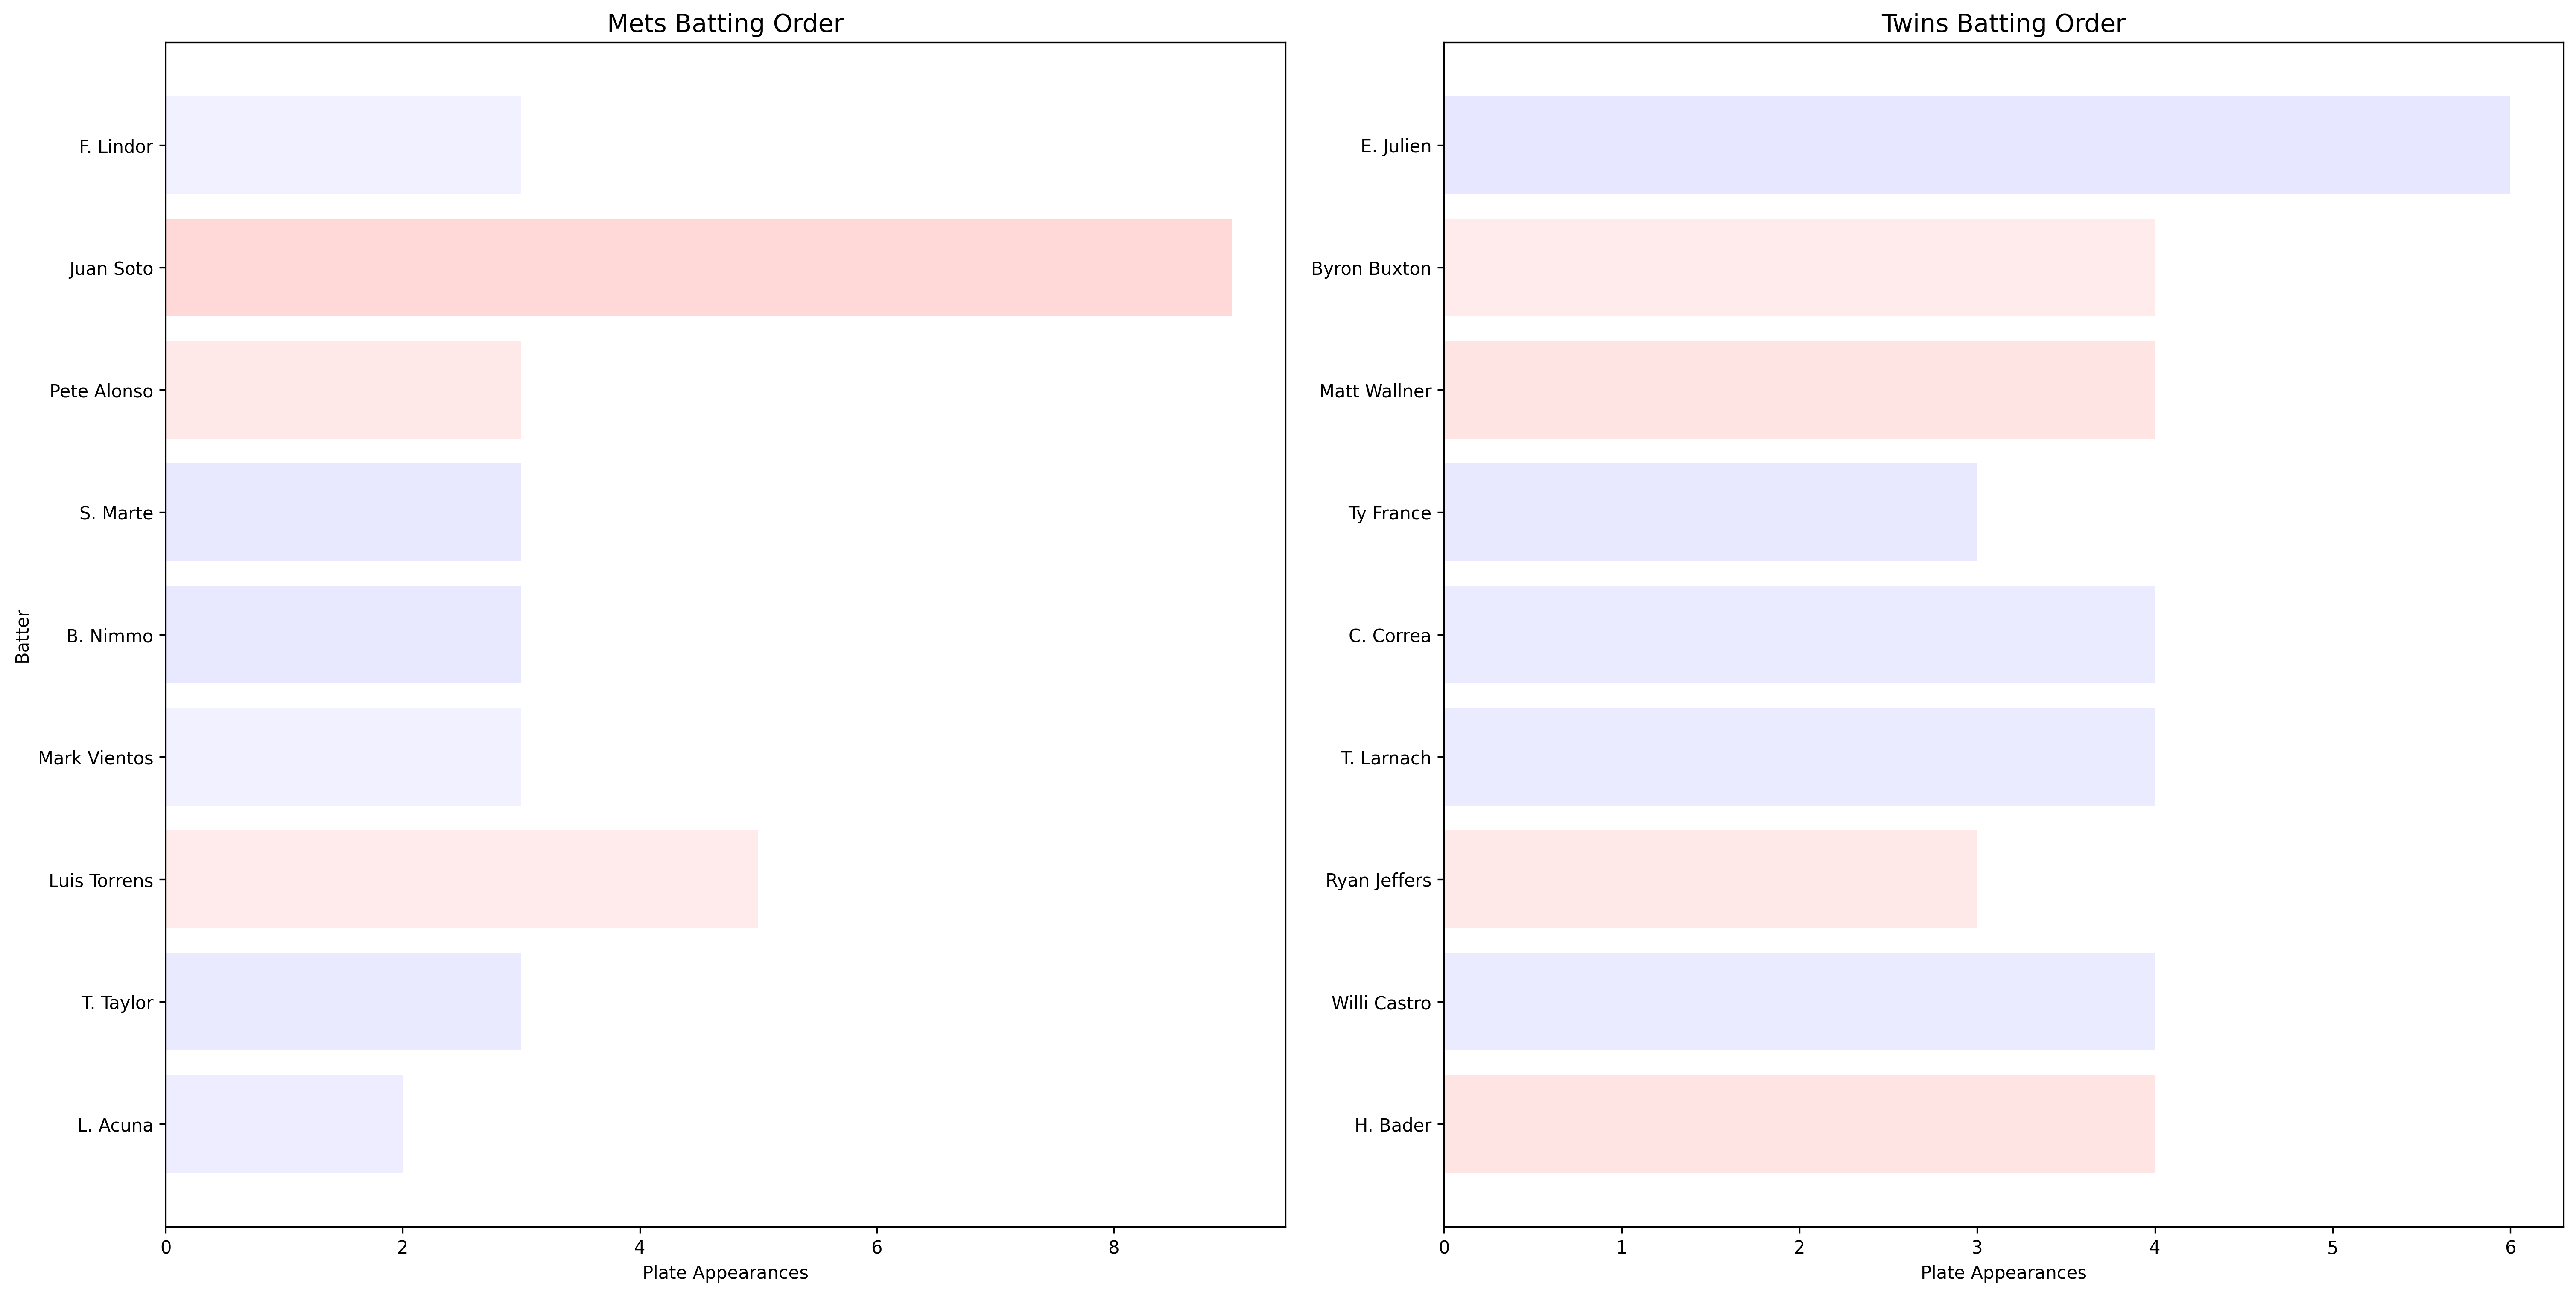 Mets Batting Order
F. Lindor
Juan Soto
Pete Alonso
S. Marte
B. Nimmo
Mark Vientos
Luis Torrens
T. Taylor
L. Acuna
Batter
0 2 4 6 8
Plate Appearances
Twins Batting Order
E. Julien
Byron Buxton
Matt Wallner
Ty France
C. Correa
T. Larnach
Ryan Jeffers
Willi Castro
H. Bader
0 1 2 3 4 5 6
Plate Appearances